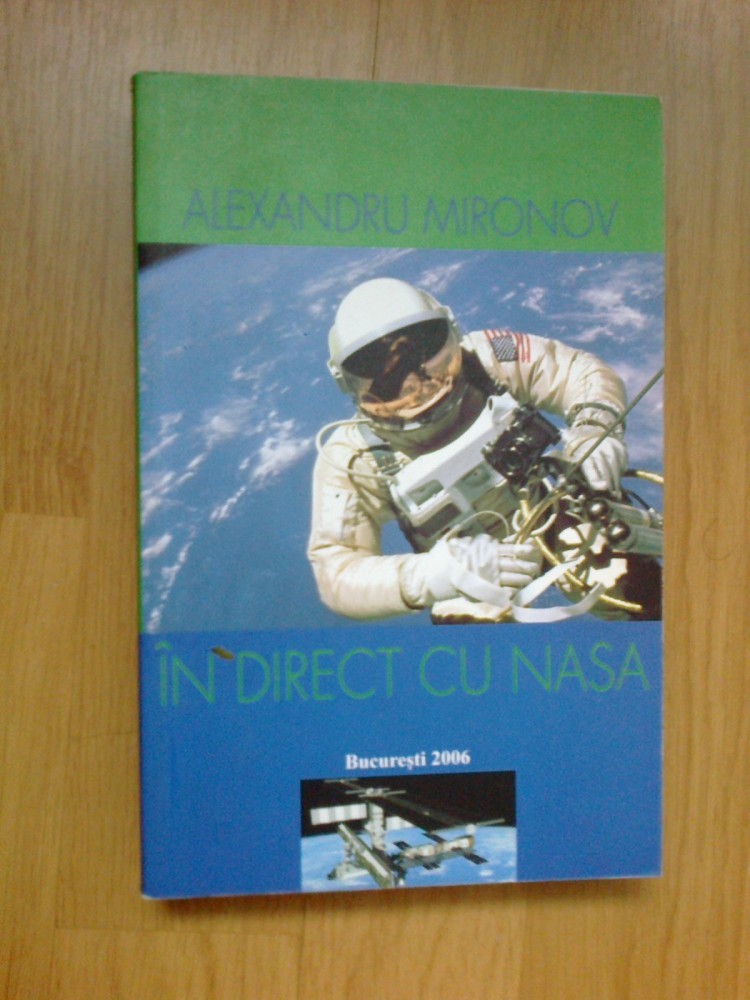 ALEXANDRU MIRONOV
ÎN DIRECT CU NASA
București 2006